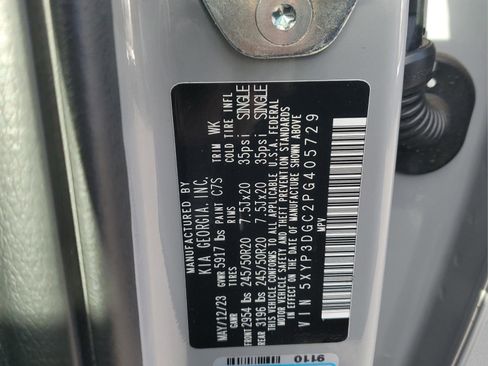 MANUFACTURED BY
KIA GEORGIA, INC.
MAY/12/23 GVWR 5917 lbs PAINT C7S TRIM WK
GAWR TIRES RIMS COLD TIRE INFL
FRONT 2954 lbs 245/50R20 7.5Jx20 35psi SINGLE
REAR 3196 lbs 245/50R20 7.5Jx20 35psi SINGLE
THIS VEHICLE CONFORMS TO ALL APPLICABLE U.S.A. FEDERAL
MOTOR VEHICLE SAFETY AND THEFT PREVENTION STANDARDS
IN EFFECT ON THE DATE OF MANUFACTURE SHOWN ABOVE
VIN 5XYP3DGC2PG405729
MPV
9110